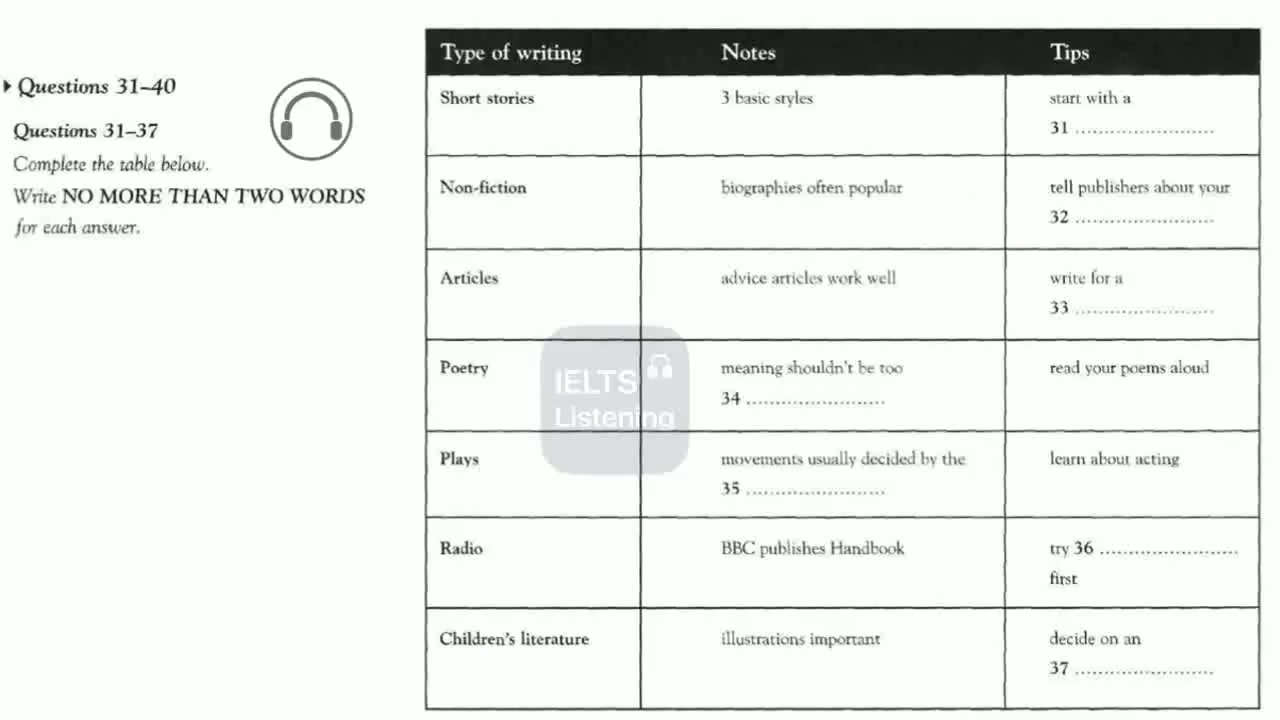 Questions 31–40
Questions 31–37
Complete the table below.
Write NO MORE THAN TWO WORDS
for each answer.
Type of writing Notes Tips
Short stories 3 basic styles start with a
31 ........................
Non-fiction biographies often popular tell publishers about your
32 ........................
Articles advice articles work well write for a
33 ........................
Poetry meaning shouldn't be too read your poems aloud
34 ........................
Plays movements usually decided by the learn about acting
35 ........................
Radio BBC publishes Handbook try 36 ........................
first
Children's literature illustrations important decide on an
37 ........................
IELTS
Listening